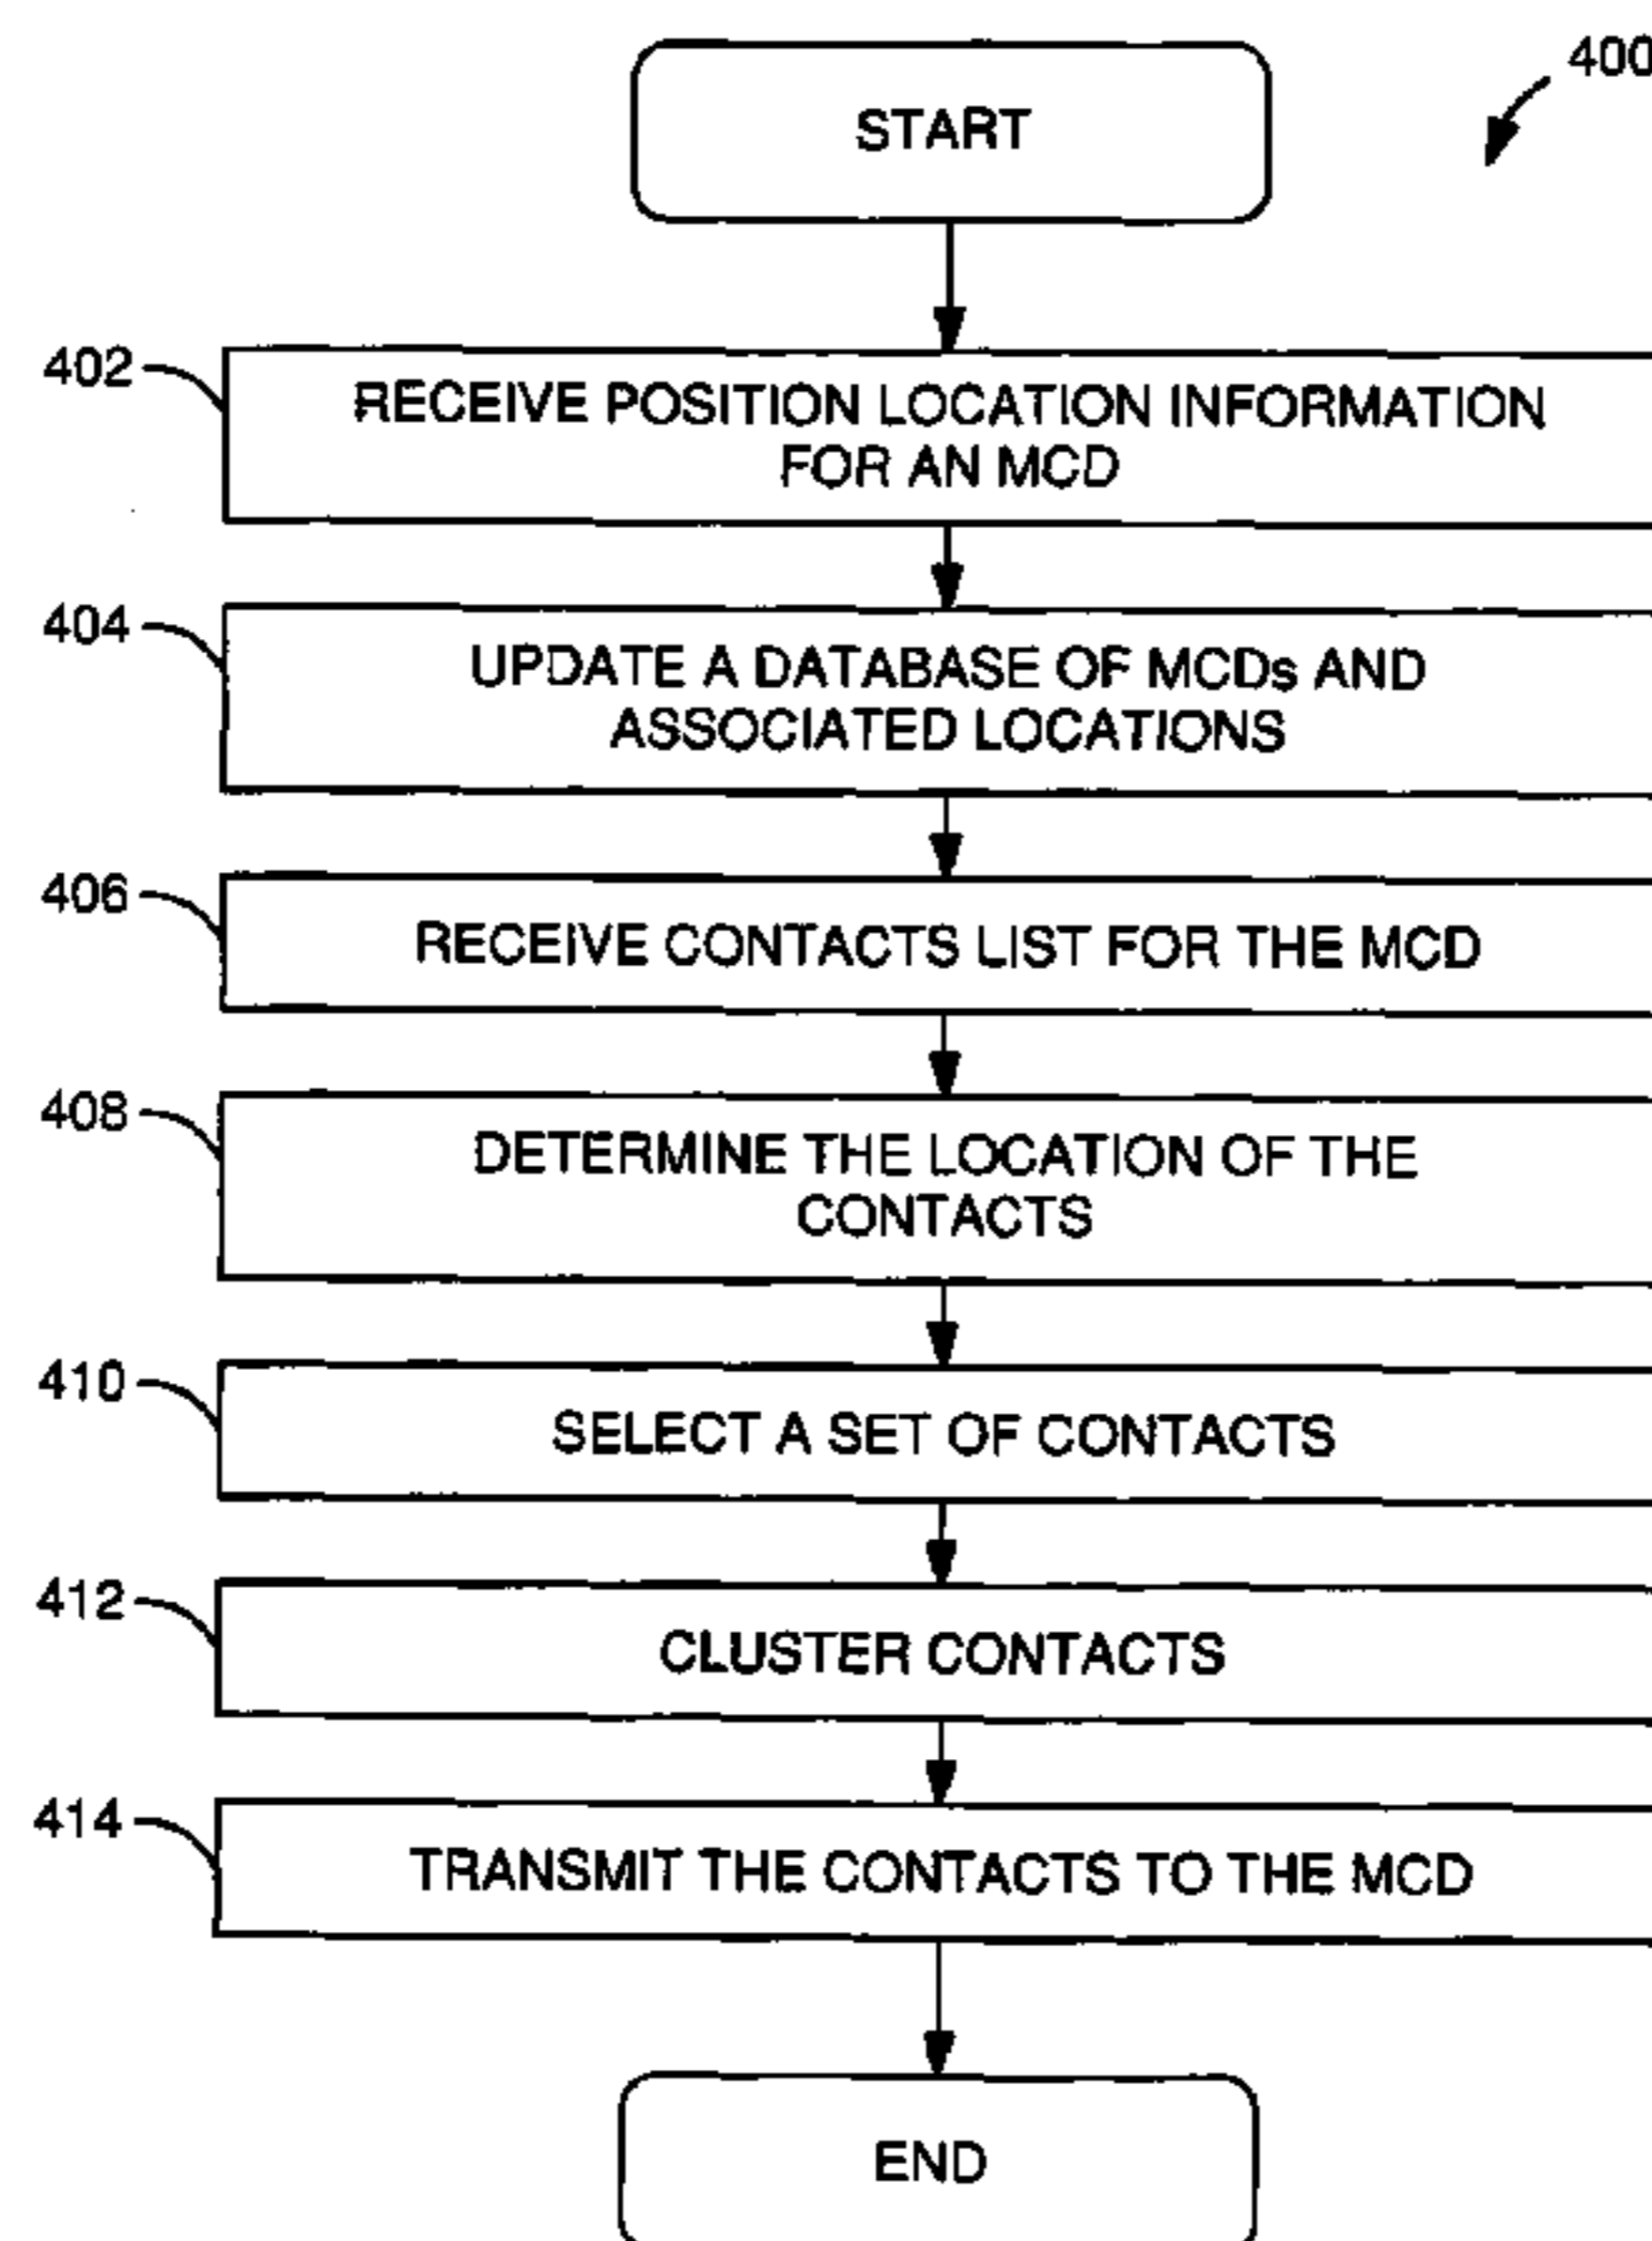 START
400
402
RECEIVE POSITION LOCATION INFORMATION
FOR AN MCD
404
UPDATE A DATABASE OF MCDs AND
ASSOCIATED LOCATIONS
406
RECEIVE CONTACTS LIST FOR THE MCD
408
DETERMINE THE LOCATION OF THE
CONTACTS
410
SELECT A SET OF CONTACTS
412
CLUSTER CONTACTS
414
TRANSMIT THE CONTACTS TO THE MCD
END